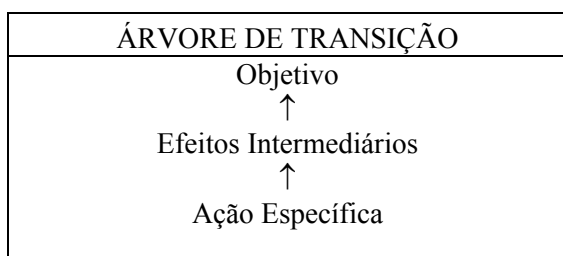 ÁRVORE DE TRANSIÇÃO
Objetivo
↑
Efeitos Intermediários
↑
Ação Específica